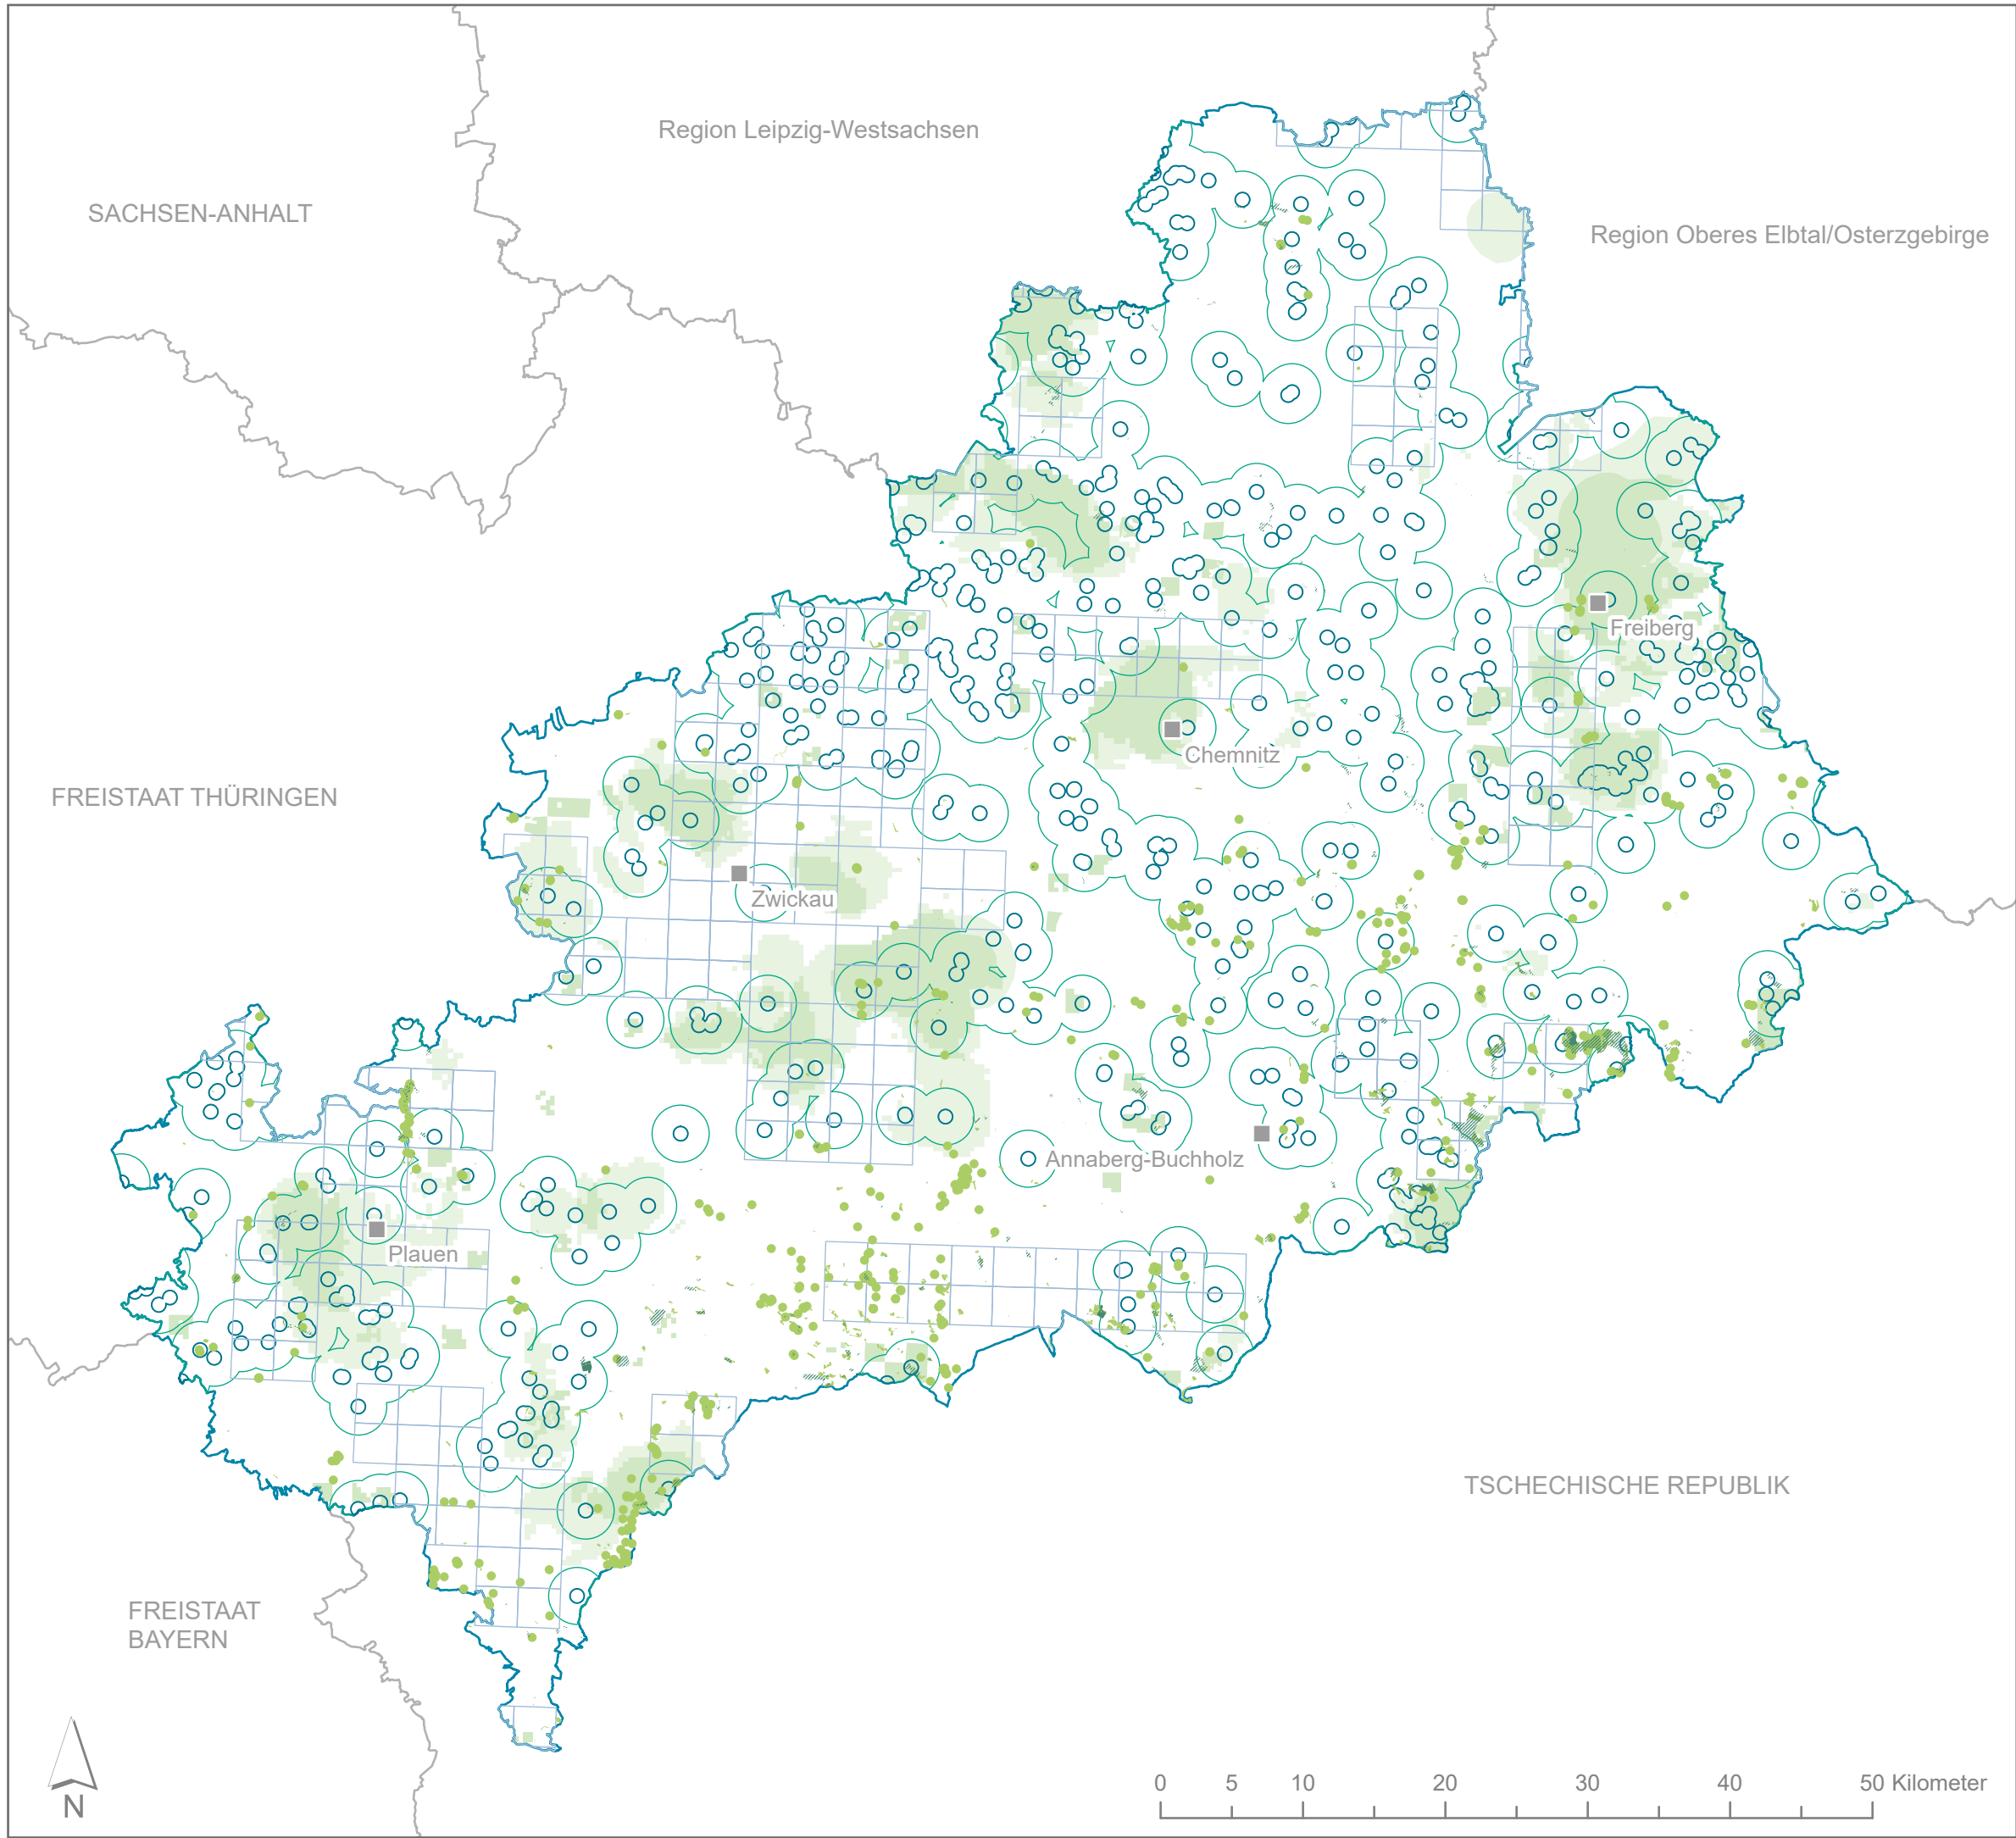 Region Leipzig-Westsachsen
SACHSEN-ANHALT
Region Oberes Elbtal/Osterzgebirge
Freiberg
Chemnitz
FREISTAAT THÜRINGEN
Zwickau
Annaberg-Buchholz
Plauen
TSCHECHISCHE REPUBLIK
FREISTAAT
BAYERN
N
0 5 10 20 30 40 50 Kilometer